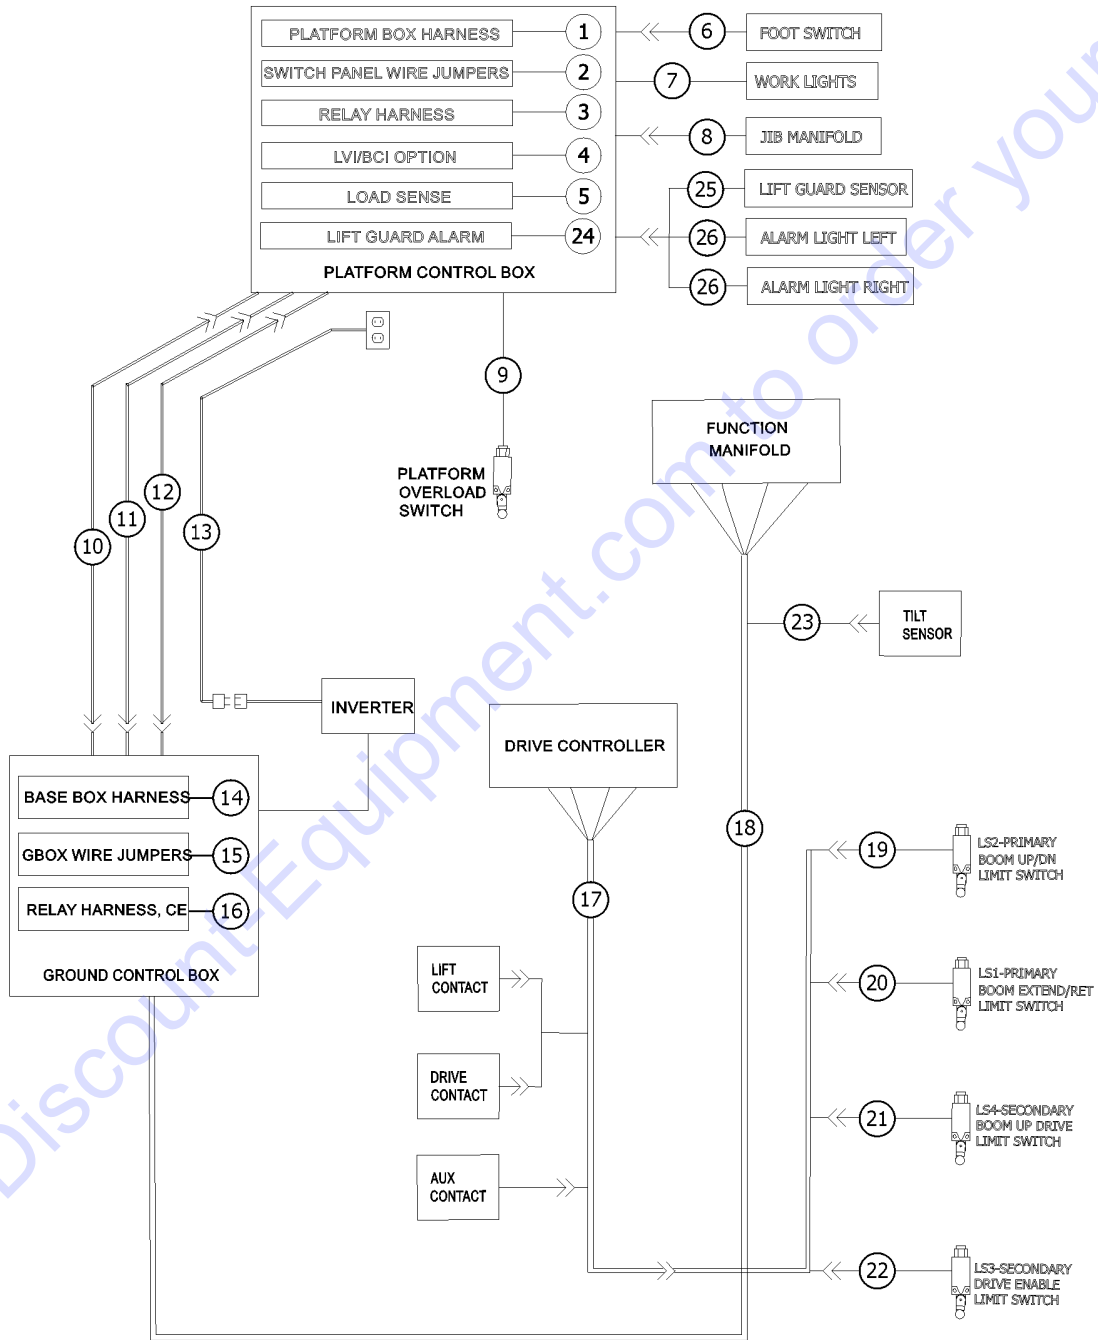 PLATFORM BOX HARNESS
1
SWITCH PANEL WIRE JUMPERS
2
RELAY HARNESS
3
LVI/BCI OPTION
4
LOAD SENSE
5
LIFT GUARD ALARM
24
PLATFORM CONTROL BOX
6
FOOT SWITCH
7
WORK LIGHTS
8
JIB MANIFOLD
25
LIFT GUARD SENSOR
26
ALARM LIGHT LEFT
26
ALARM LIGHT RIGHT
9
PLATFORM
OVERLOAD
SWITCH
10
11
12
13
FUNCTION
MANIFOLD
23
TILT
SENSOR
INVERTER
DRIVE CONTROLLER
BASE BOX HARNESS
14
GBOX WIRE JUMPERS
15
RELAY HARNESS, CE
16
GROUND CONTROL BOX
17
18
LIFT
CONTACT
DRIVE
CONTACT
AUX
CONTACT
19
LS2-PRIMARY
BOOM UP/DN
LIMIT SWITCH
20
LS1-PRIMARY
BOOM EXTEND/RET
LIMIT SWITCH
21
LS4-SECONDARY
BOOM UP DRIVE
LIMIT SWITCH
22
LS3-SECONDARY
DRIVE ENABLE
LIMIT SWITCH
Discount-Equipment.com to order your